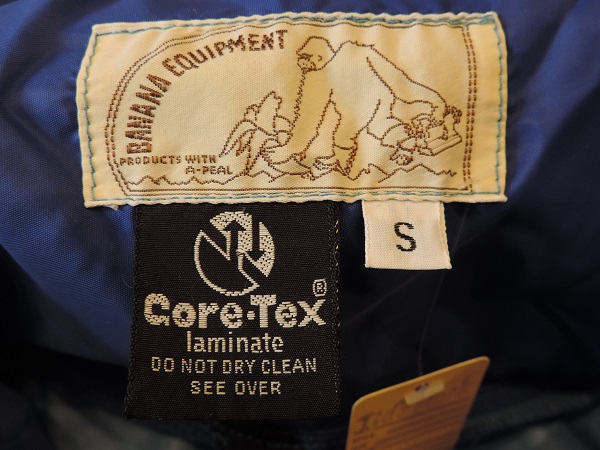 BANANA EQUIPMENT
PRODUCTS WITH
A-PEAL
S
Gore-Tex®
laminate
DO NOT DRY CLEAN
SEE OVER